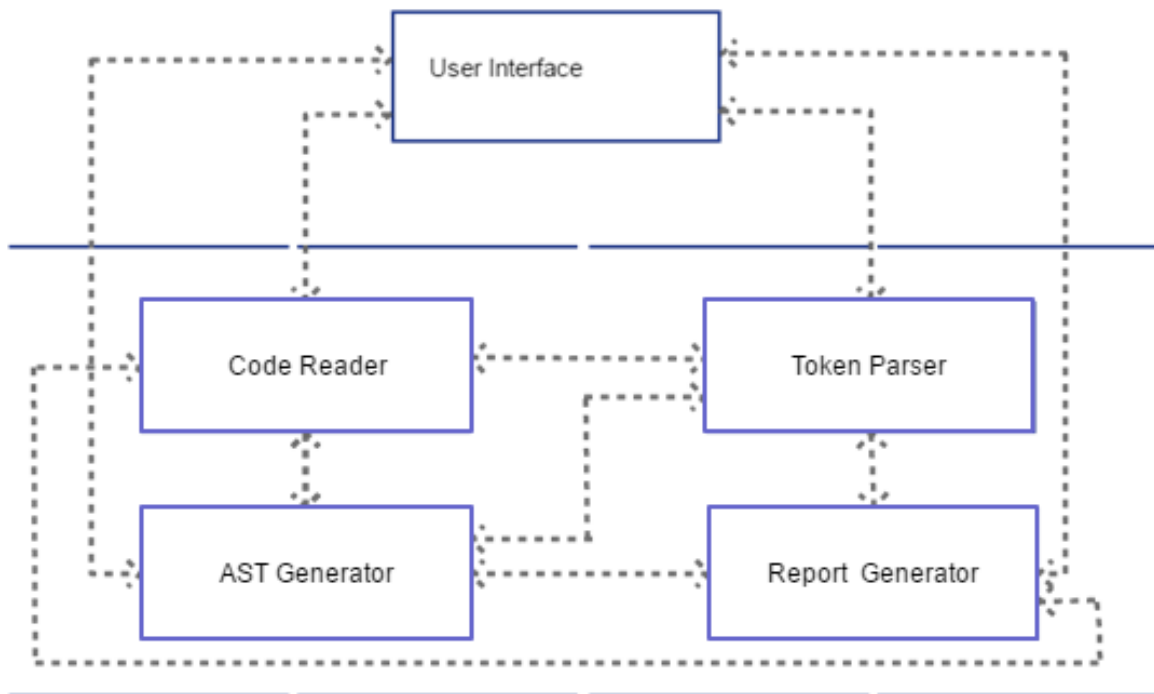 User Interface
Code Reader
Token Parser
AST Generator
Report Generator